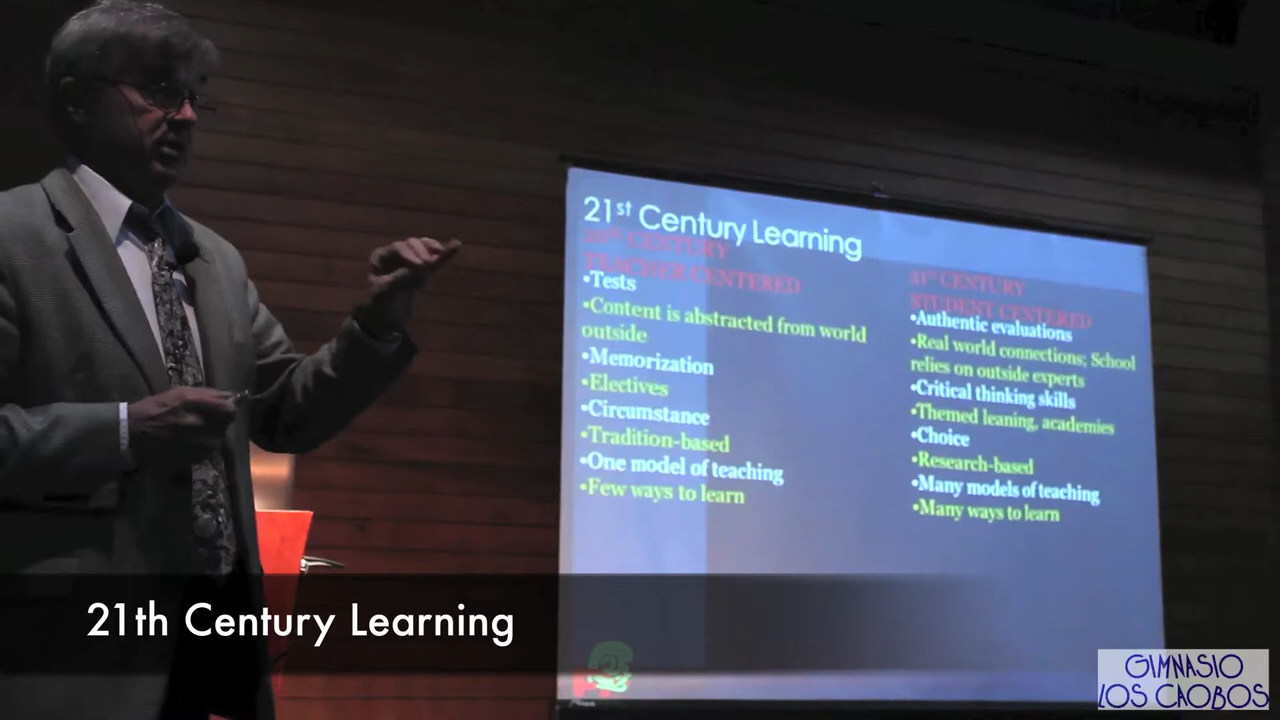 21st Century Learning
20th CENTURY
TEACHER CENTERED
•Tests
•Content is abstracted from world
outside
•Memorization
•Electives
•Circumstance
•Tradition-based
•One model of teaching
•Few ways to learn
21st CENTURY
STUDENT CENTERED
•Authentic evaluations
•Real world connections; School
relies on outside experts
•Critical thinking skills
•Themed leaning, academies
•Choice
•Research-based
•Many models of teaching
•Many ways to learn
21th Century Learning
GIMNASIO
LOS CAOBOS